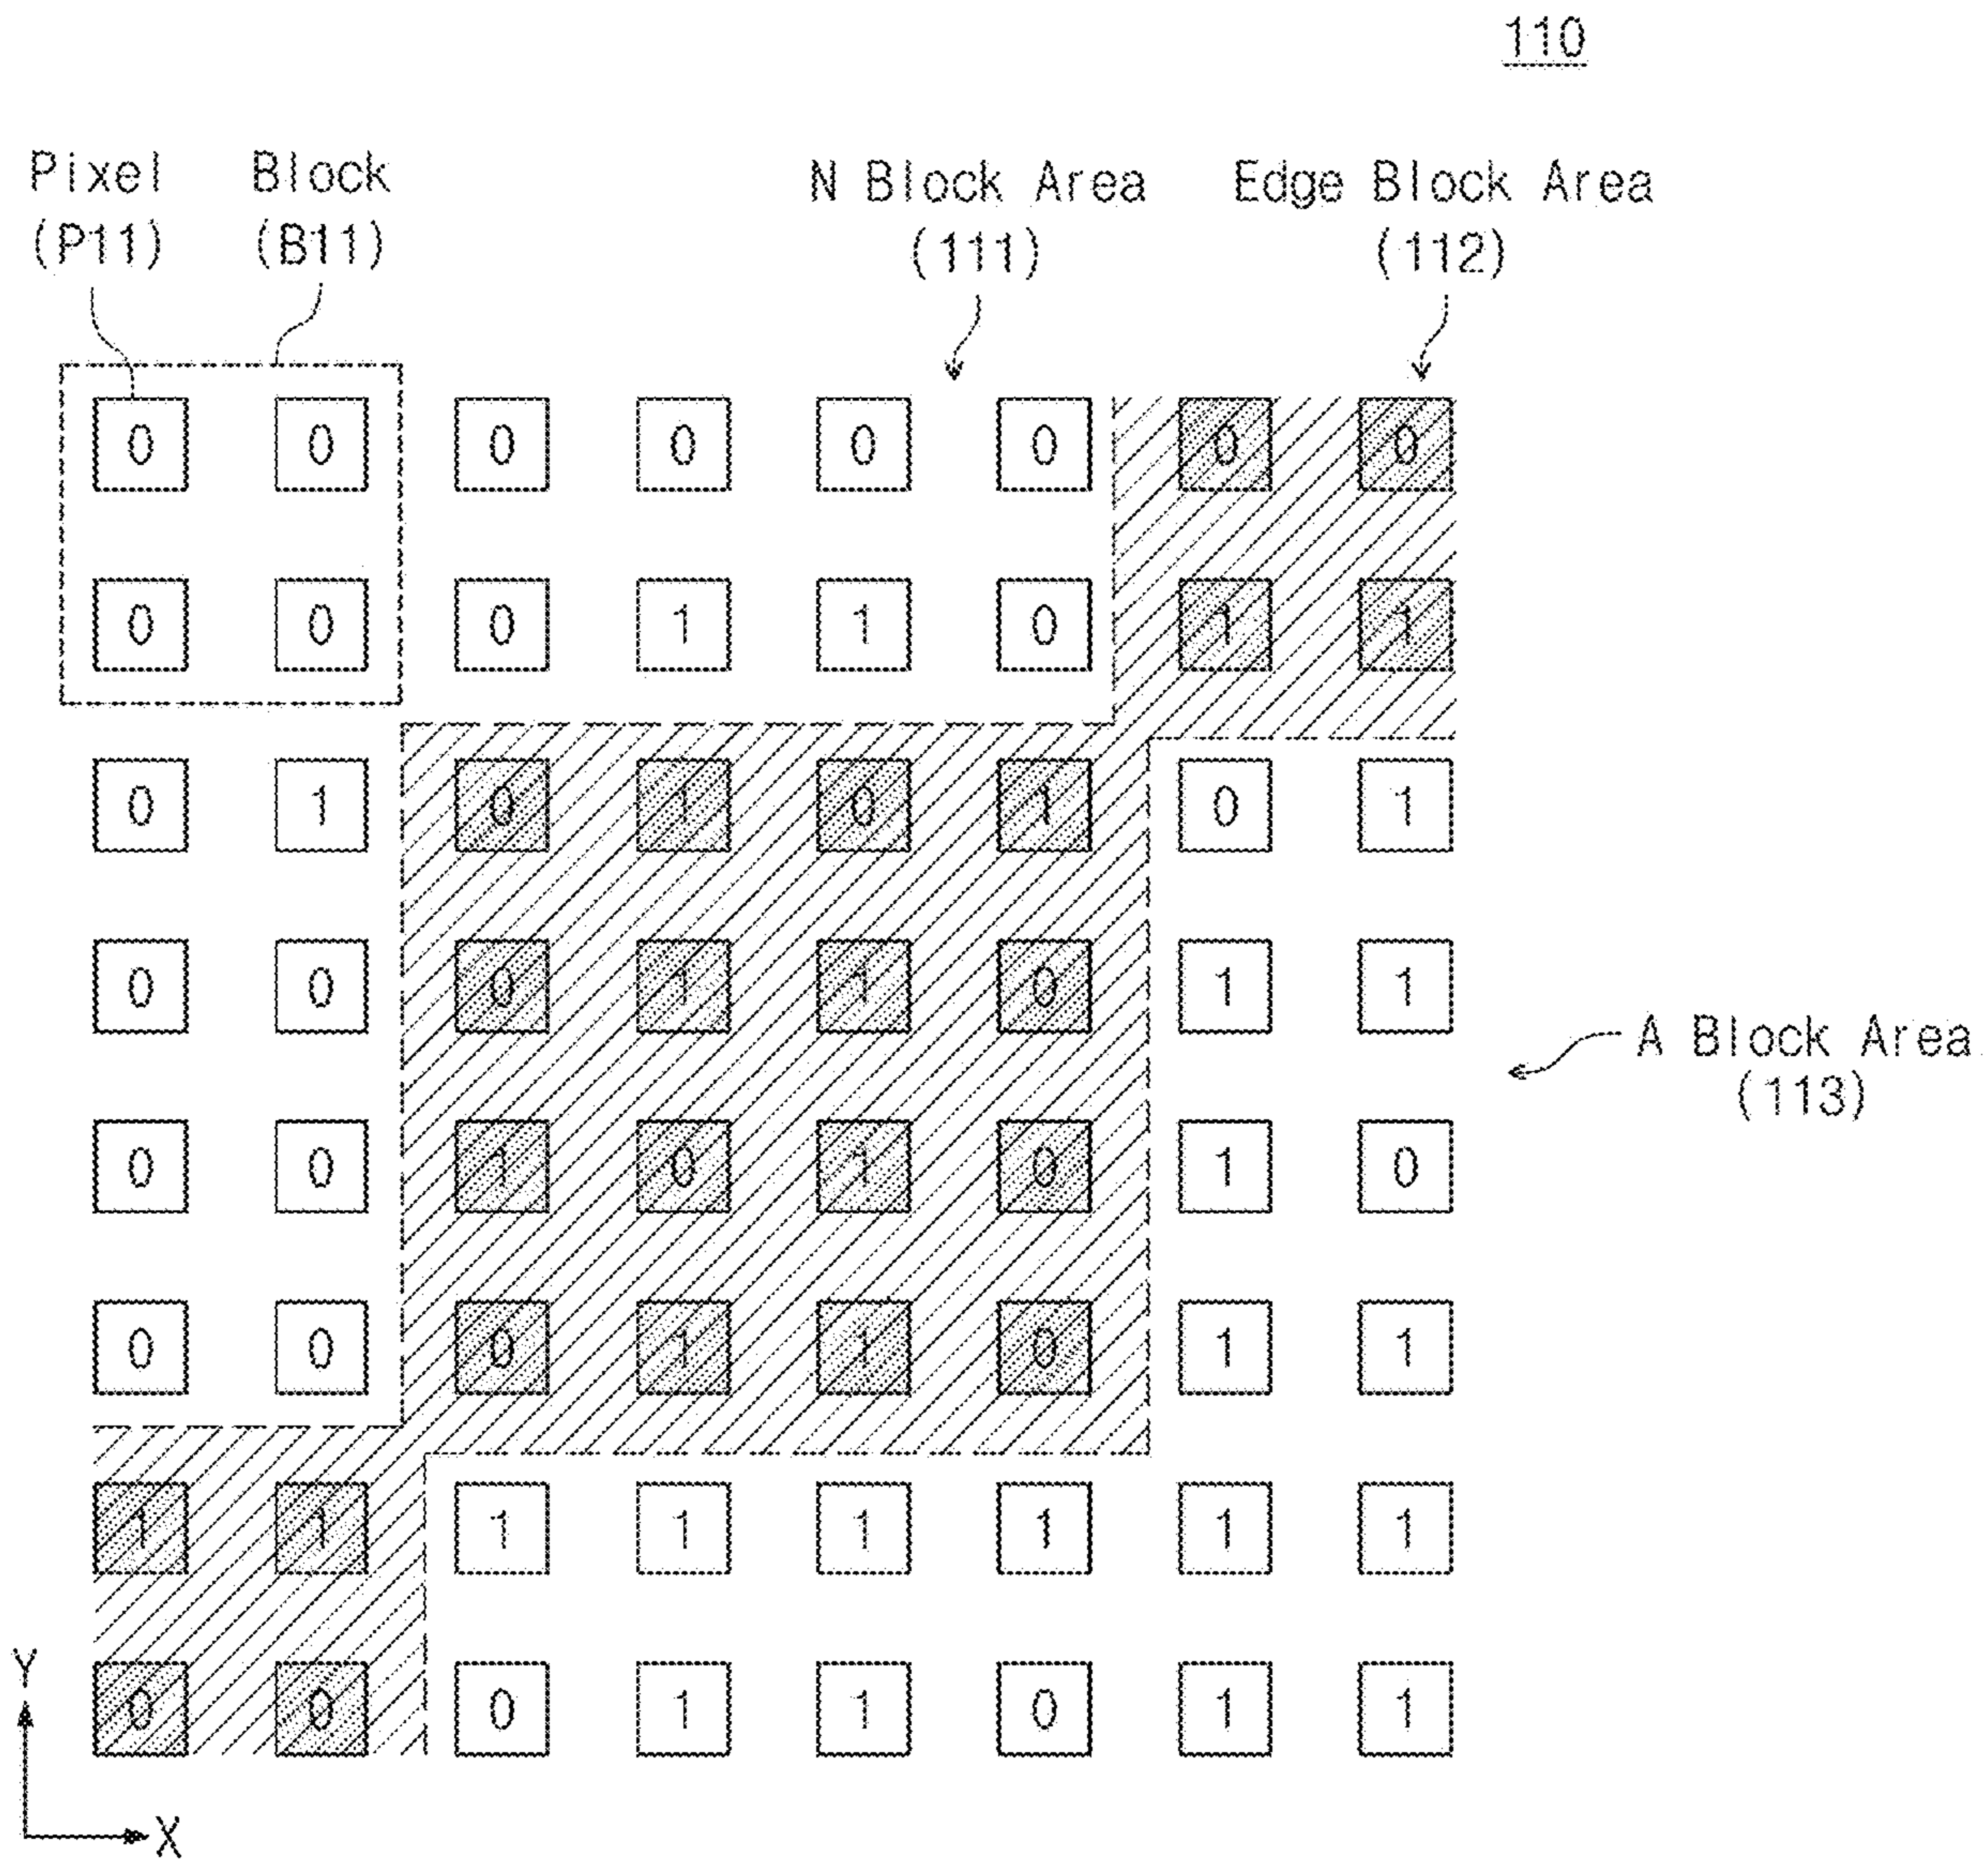 110
Pixel Block N Block Area Edge Block Area
(P11) (B11) (111) (112)
0 0 0 0 0 0 0 0
0 0 0 1 1 0 1 1
0 1 0 1 0 1 0 1
0 0 0 1 1 0 1 1
A Block Area
(113)
0 0 1 0 1 0 1 0
0 0 0 1 1 0 1 1
1 1 1 1 1 1 1 1
0 0 0 1 1 0 1 1
Y
X